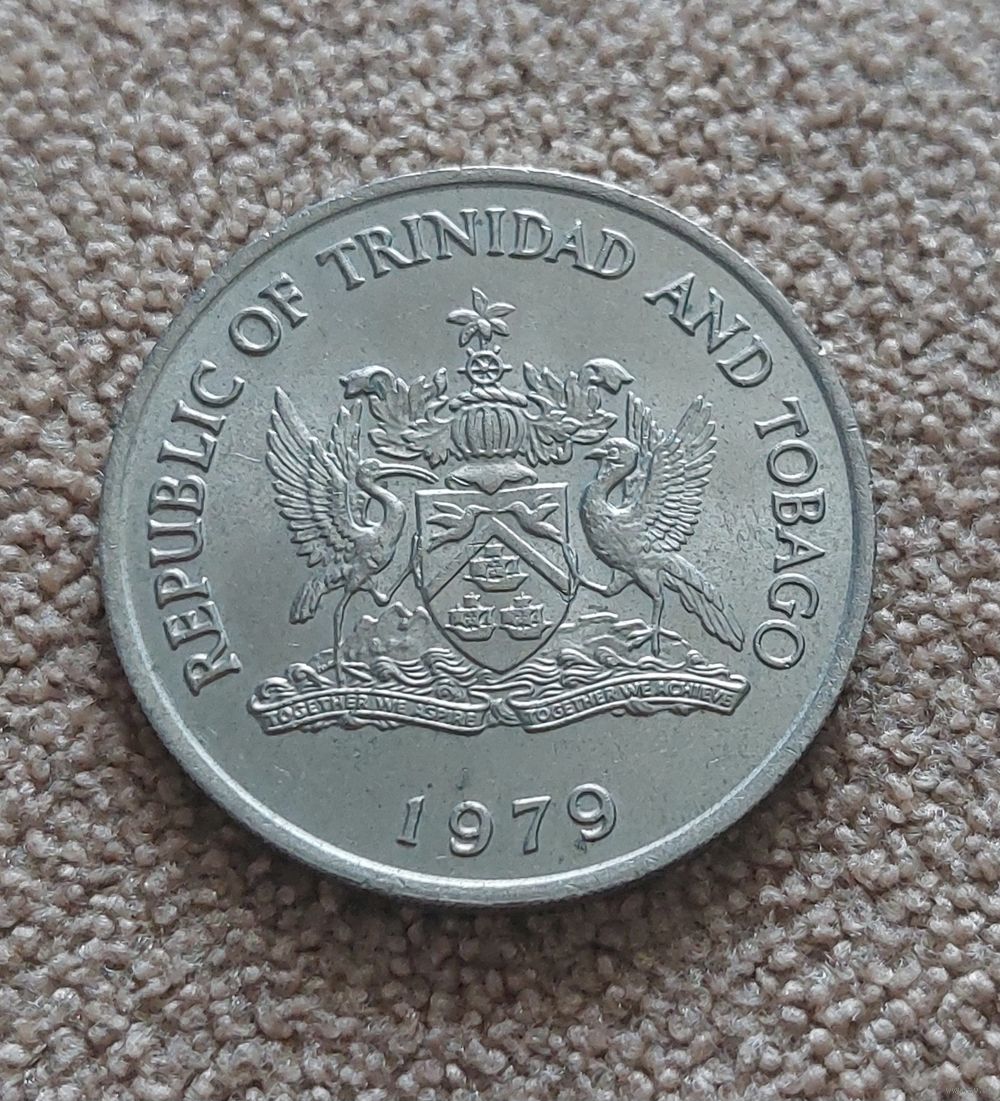 REPUBLIC OF TRINIDAD AND TOBAGO
TOGETHER WE ASPIRE TOGETHER WE ACHIEVE
1979